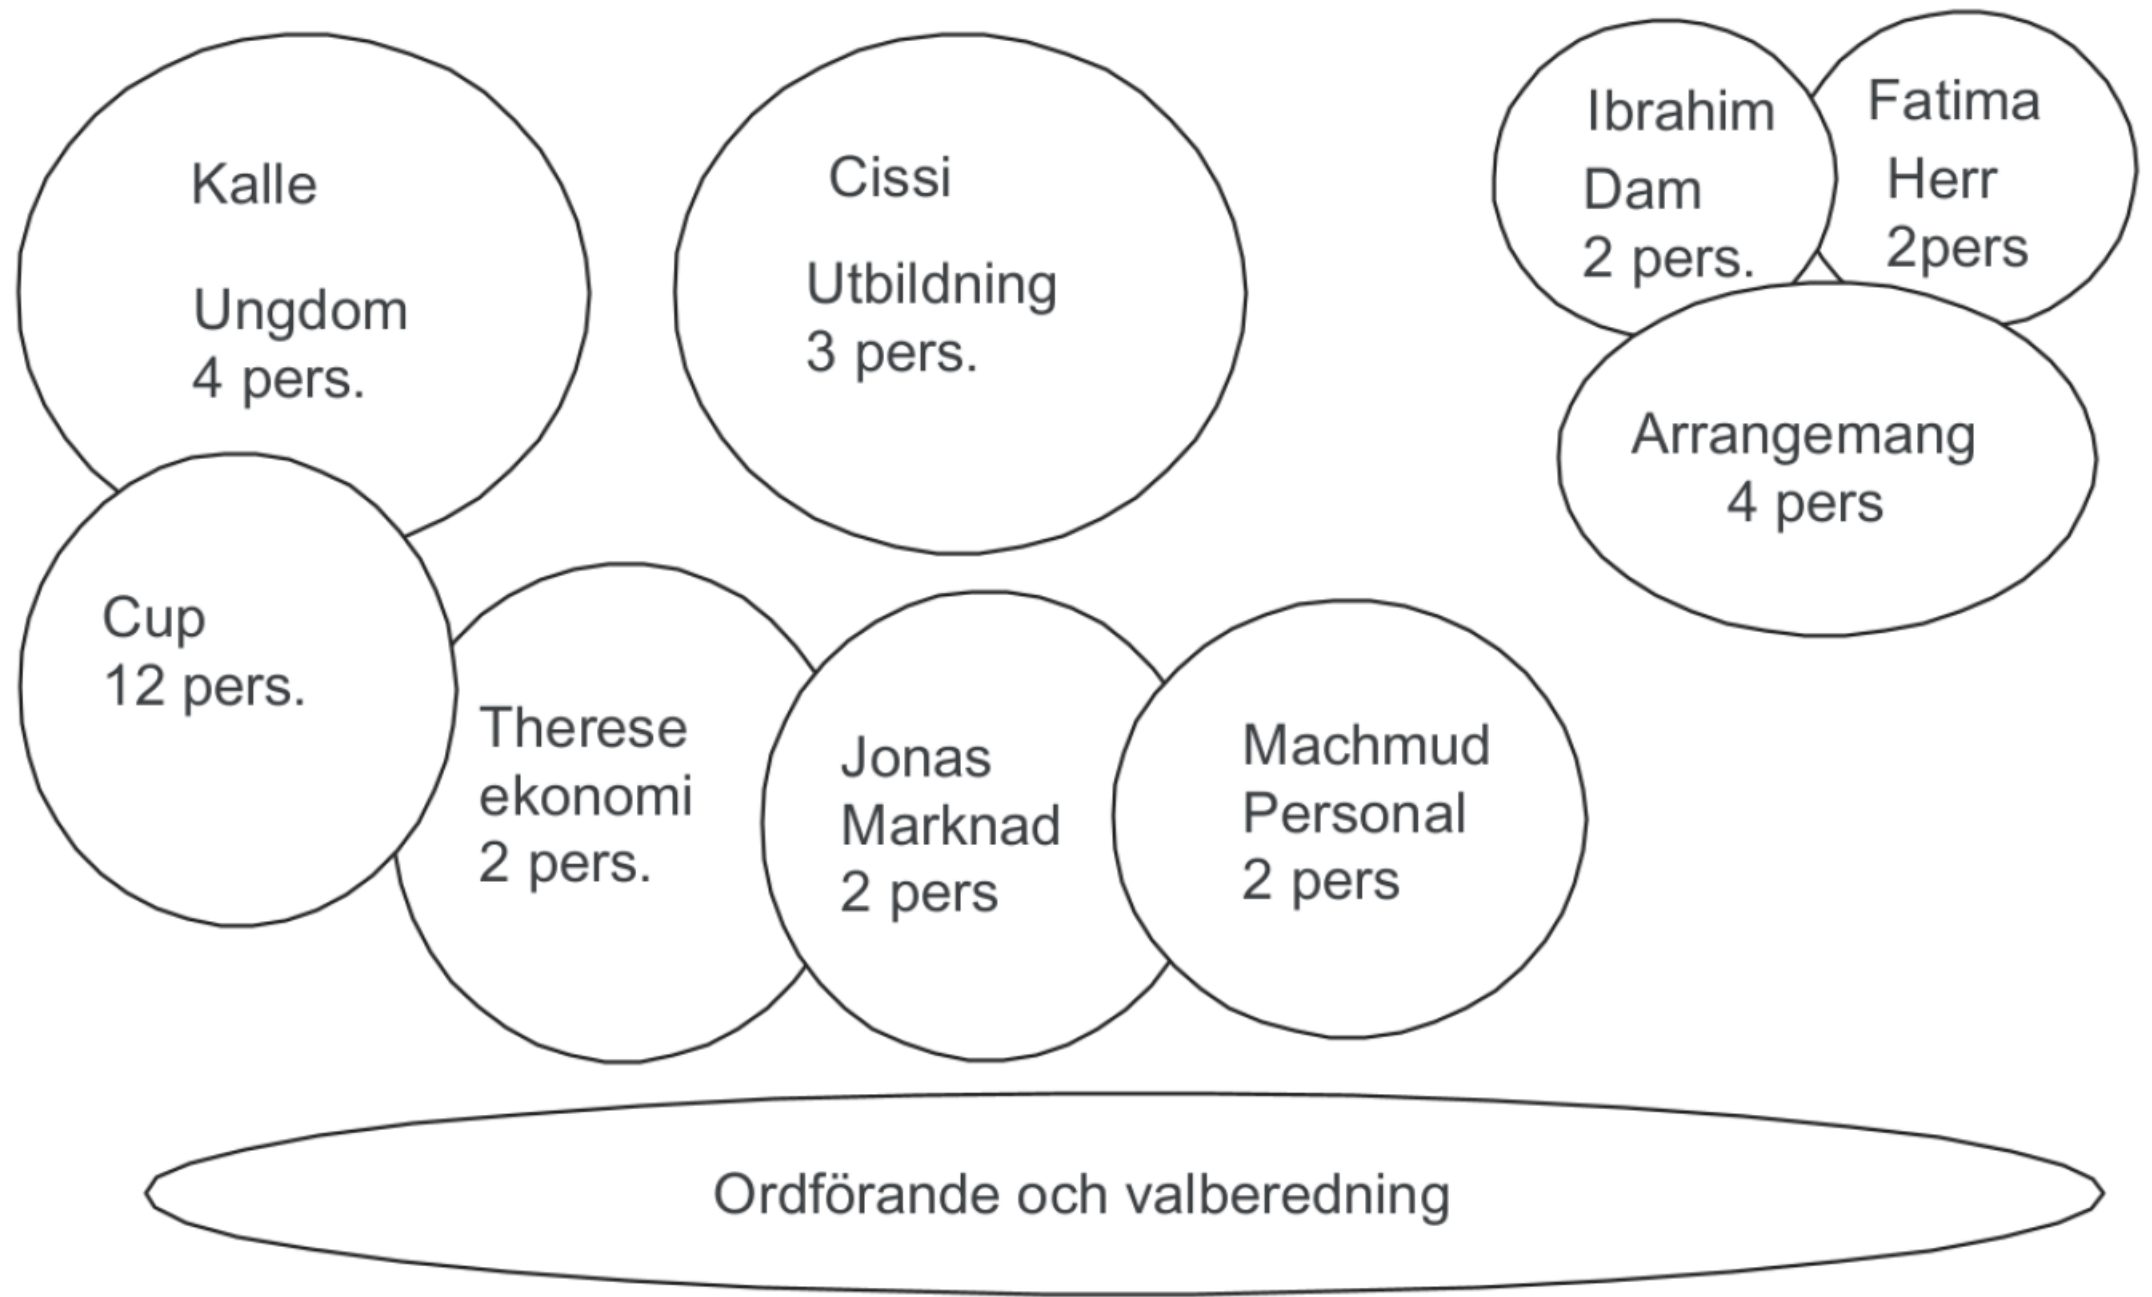 Kalle
Ungdom
4 pers.
Cissi
Utbildning
3 pers.
Ibrahim
Dam
2 pers.
Fatima
Herr
2pers
Arrangemang
4 pers
Cup
12 pers.
Therese
ekonomi
2 pers.
Jonas
Marknad
2 pers
Machmud
Personal
2 pers
Ordförande och valberedning